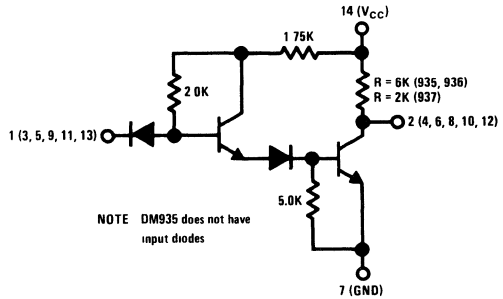 14 (VCC)
1 75K
2 0K
R = 6K (935, 936)
R = 2K (937)
1 (3, 5, 9, 11, 13)
2 (4, 6, 8, 10, 12)
5.0K
NOTE DM935 does not have
input diodes
7 (GND)